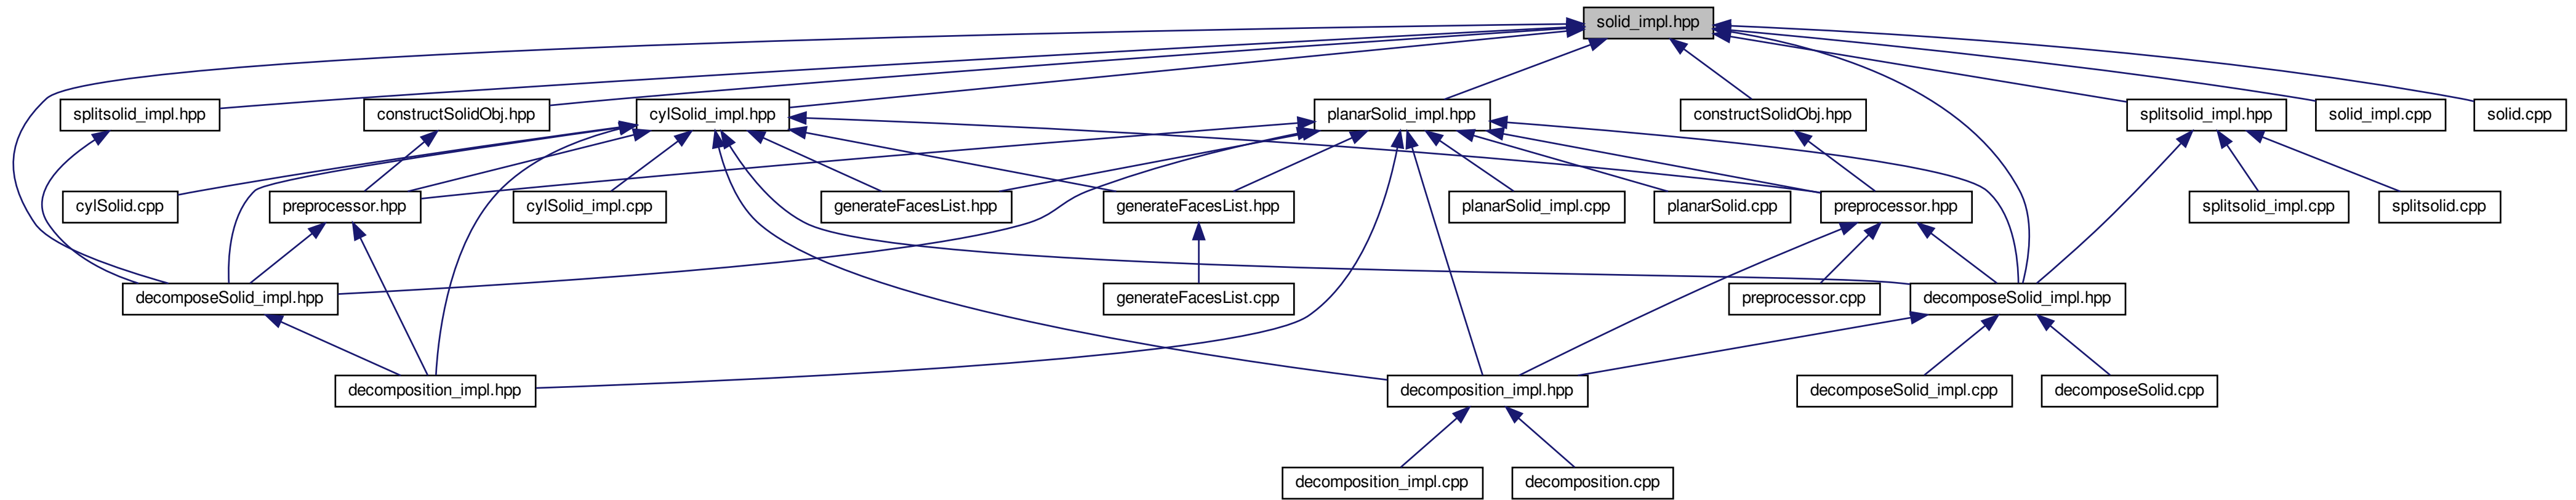 solid_impl.hpp
splitsolid_impl.hpp
constructSolidObj.hpp
cylSolid_impl.hpp
planarSolid_impl.hpp
constructSolidObj.hpp
splitsolid_impl.hpp
solid_impl.cpp
solid.cpp
cylSolid.cpp
preprocessor.hpp
cylSolid_impl.cpp
generateFacesList.hpp
generateFacesList.hpp
planarSolid_impl.cpp
planarSolid.cpp
preprocessor.hpp
splitsolid_impl.cpp
splitsolid.cpp
decomposeSolid_impl.hpp
generateFacesList.cpp
preprocessor.cpp
decomposeSolid_impl.hpp
decomposition_impl.hpp
decomposition_impl.hpp
decomposeSolid_impl.cpp
decomposeSolid.cpp
decomposition_impl.cpp
decomposition.cpp